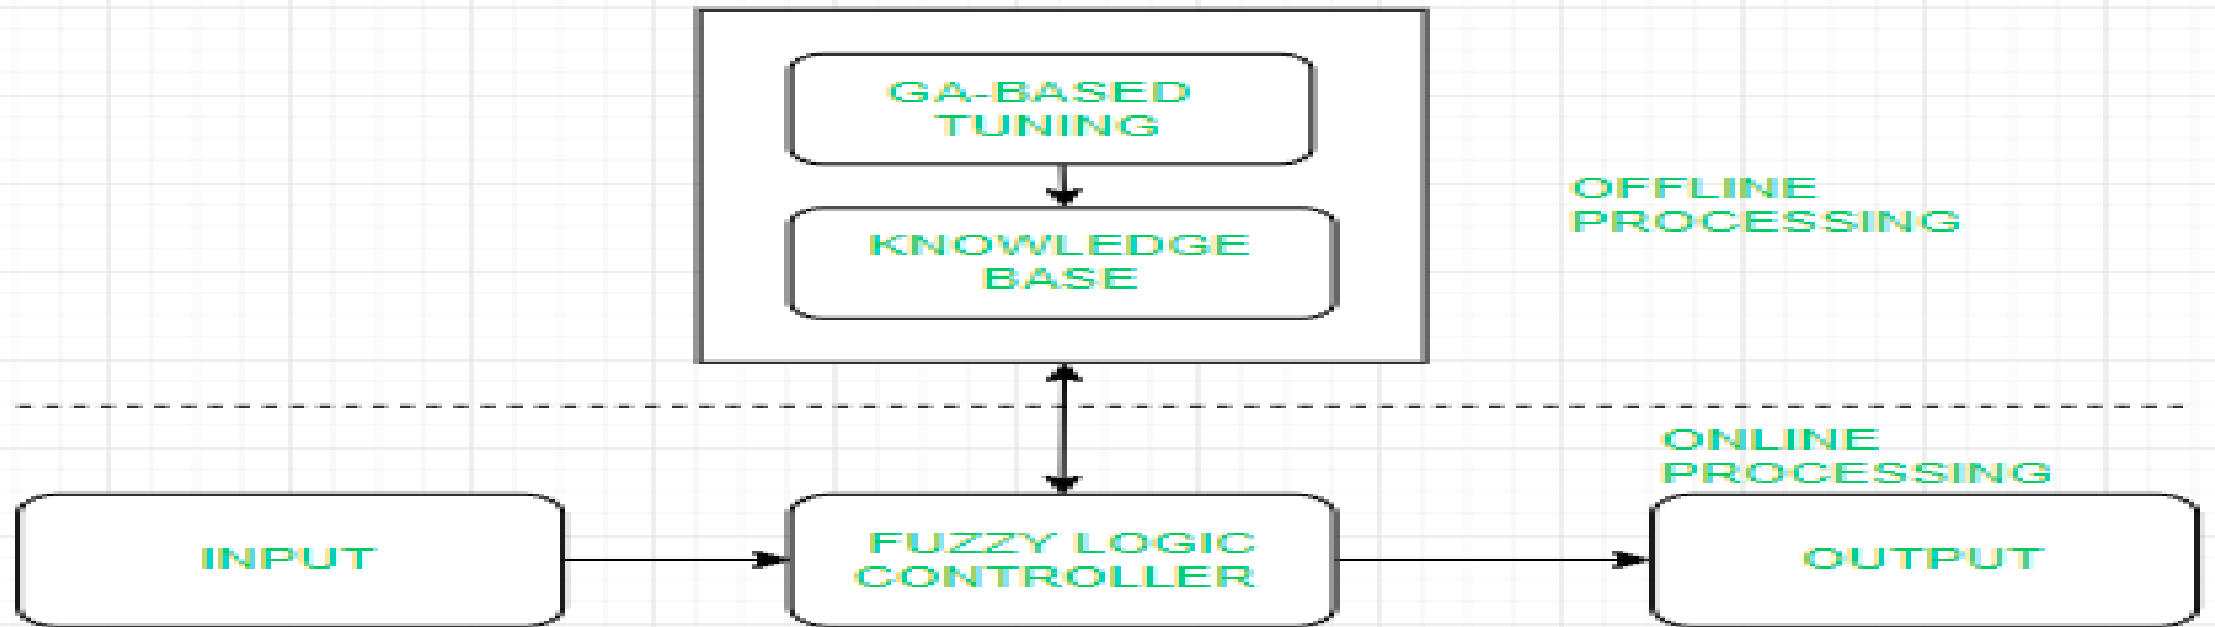 GA-BASED
TUNING
KNOWLEDGE
BASE
OFFLINE
PROCESSING
ONLINE
PROCESSING
INPUT
FUZZY LOGIC
CONTROLLER
OUTPUT